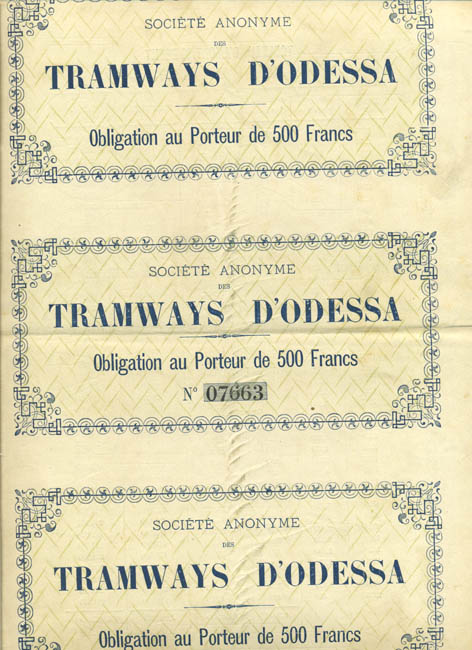 SOCIÉTÉ ANONYME
DES
TRAMWAYS D'ODESSA
Obligation au Porteur de 500 Francs
SOCIÉTÉ ANONYME
DES
TRAMWAYS D'ODESSA
Obligation au Porteur de 500 Francs
Nº 07663
SOCIÉTÉ ANONYME
DES
TRAMWAYS D'ODESSA
Obligation au Porteur de 500 Francs